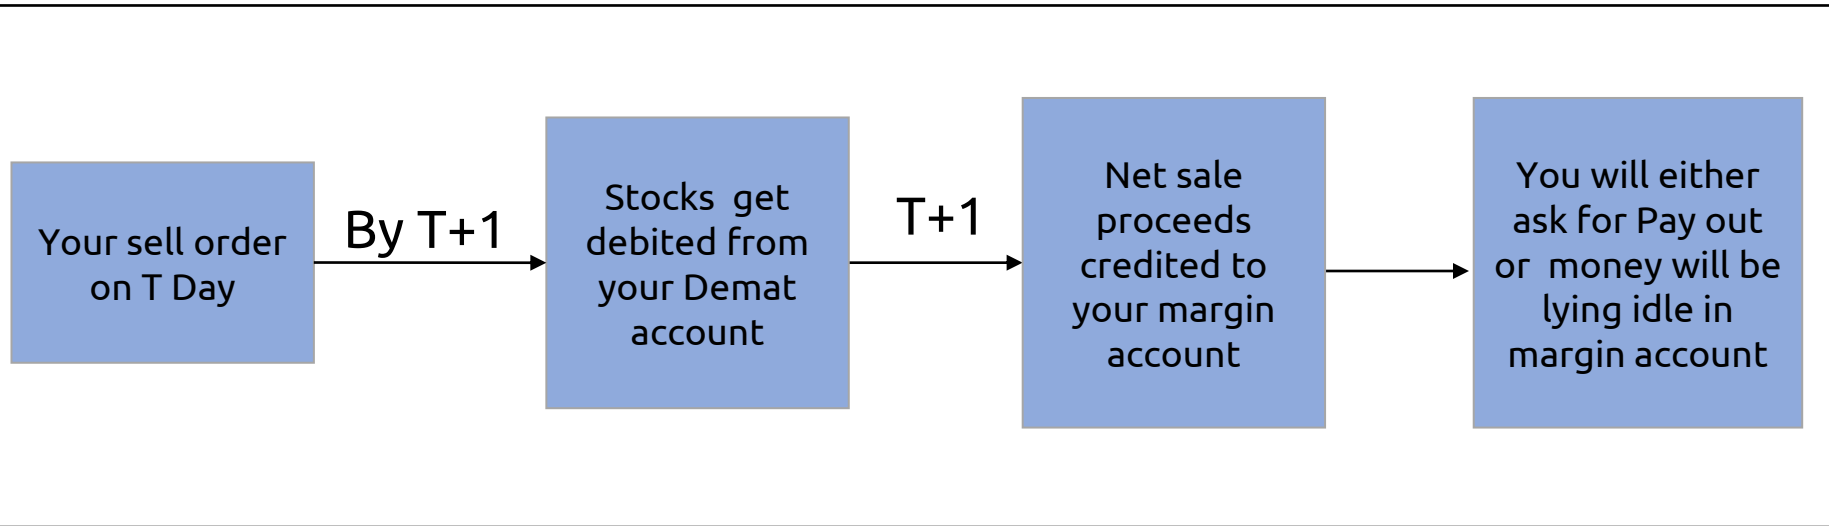 Your sell order
on T Day
By T+1
Stocks  get
debited from
your Demat
account
T+1
Net sale
proceeds
credited to
your margin
account
You will either
ask for Pay out
or  money will be
lying idle in
margin account